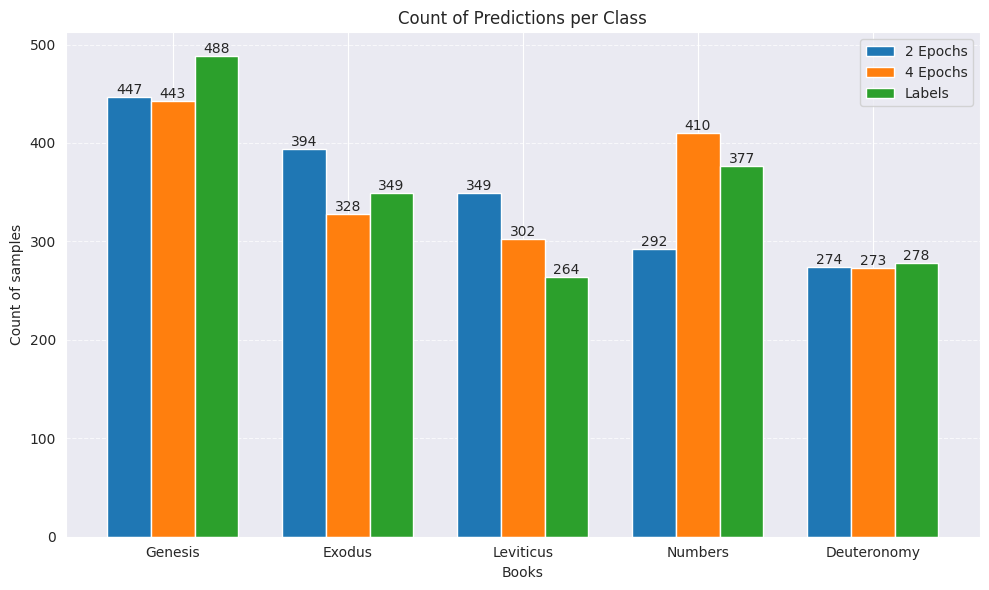 Count of Predictions per Class
2 Epochs
4 Epochs
Labels
Count of samples
500
400
300
200
100
0
447
443
488
394
328
349
349
302
264
292
410
377
274
273
278
Genesis
Exodus
Leviticus
Numbers
Deuteronomy
Books